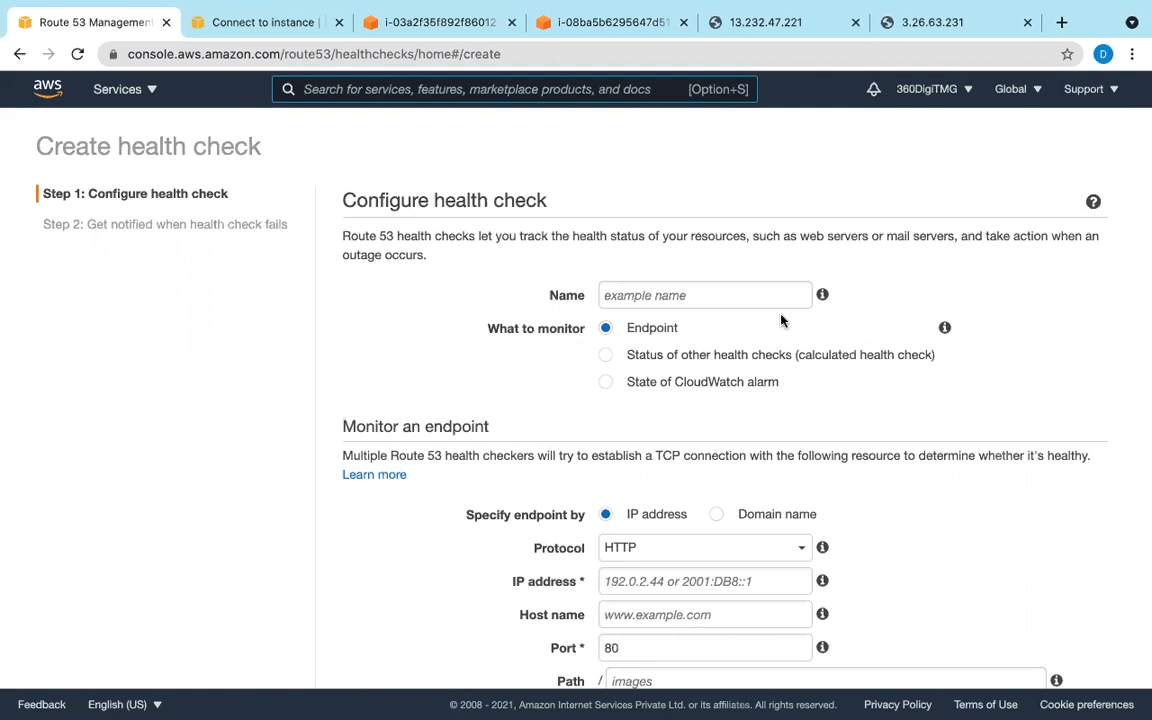 Route 53 Management
Connect to instance |
i-03a2f35f892f86012
i-08ba5b6295647d51
13.232.47.221
3.26.63.231
console.aws.amazon.com/route53/healthchecks/home#/create
D
aws
Services
Search for services, features, marketplace products, and docs
[Option+S]
360DigiTMG
Global
Support
Create health check
Step 1: Configure health check
Step 2: Get notified when health check fails
Configure health check
Route 53 health checks let you track the health status of your resources, such as web servers or mail servers, and take action when an
outage occurs.
Name example name
What to monitor Endpoint
Status of other health checks (calculated health check)
State of CloudWatch alarm
Monitor an endpoint
Multiple Route 53 health checkers will try to establish a TCP connection with the following resource to determine whether it's healthy.
Learn more
Specify endpoint by IP address Domain name
Protocol HTTP
IP address * 192.0.2.44 or 2001:DB8::1
Host name www.example.com
Port * 80
Path / images
Feedback
English (US)
© 2008 - 2021, Amazon Internet Services Private Ltd. or its affiliates. All rights reserved.
Privacy Policy
Terms of Use
Cookie preferences